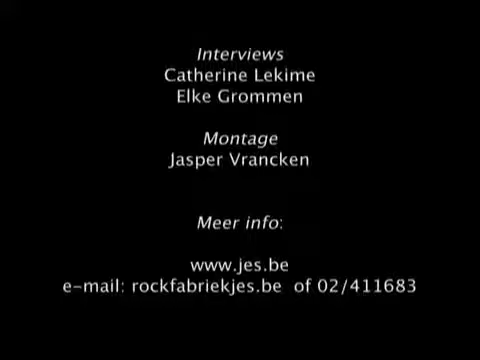 Interviews
Catherine Lekime
Elke Grommen
Montage
Jasper Vrancken
Meer info:
www.jes.be
e-mail: rockfabriekjes.be of 02/411683